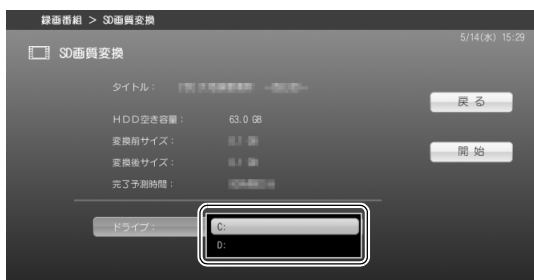 録画番組 > SD画質変換
5/14(水) 15:29
SD画質変換
タイトル:
戻る
HDD空き容量: 63.0 GB
変換前サイズ:
開始
変換後サイズ:
完了予測時間:
ドライブ: C:
D: